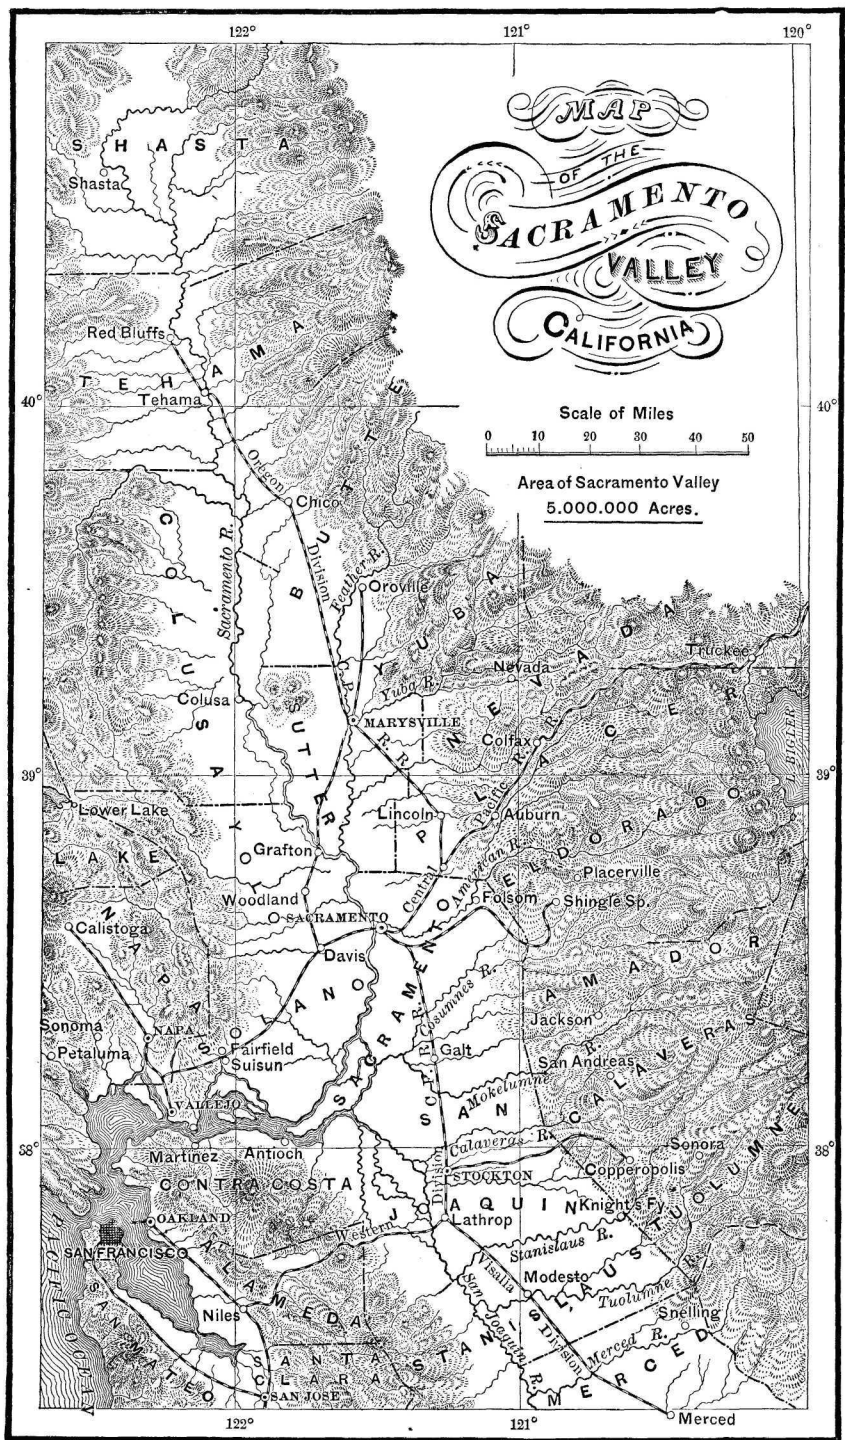 122°
121°
120°
MAP
OF THE
SACRAMENTO
VALLEY
CALIFORNIA
SHASTA
Shasta
Red Bluffs
TEHAMA
Tehama
40°
40°
Scale of Miles
0 10 20 30 40 50
Area of Sacramento Valley
5.000.000 Acres.
Oregon
Chico
Division
BUTTE
COLUSA
Sacramento R.
Feather R.
Oroville
YUBA
NEVADA
Truckee
Nevada
Yuba R.
C. P.
R. R.
Colusa
SUTTER
MARYSVILLE
Colfax
PLACER
L. BIGLER
39°
39°
Lower Lake
Lincoln
Auburn
Central
Pacific
R. R.
LAKE
YOLO
Grafton
American R.
ELDORADO
Placerville
Woodland
Folsom
Shingle Sp.
SACRAMENTO
Calistoga
NAPA
Davis
SACRAMENTO
Cosumnes R.
AMADOR
Sonoma
NAPA
SOLANO
Jackson
Petaluma
Fairfield
Suisun
C. P. R. R.
Galt
San Andreas
CALAVERAS
Mokelumne R.
VALLEJO
38°
38°
Martinez
Antioch
Calaveras R.
Sonora
Copperopolis
CONTRA COSTA
Division
STOCKTON
SAN JOAQUIN
Knight's Fy.
TUOLUMNE
OAKLAND
Western
Lathrop
SAN FRANCISCO
PACIFIC OCEAN
ALAMEDA
Stanislaus R.
Visalia
Modesto
Tuolumne R.
STANISLAUS
San Joaquin R.
Snelling
Niles
Division
Merced R.
SAN MATEO
SANTA
CLARA
MERCED
SAN JOSE
Merced
122°
121°